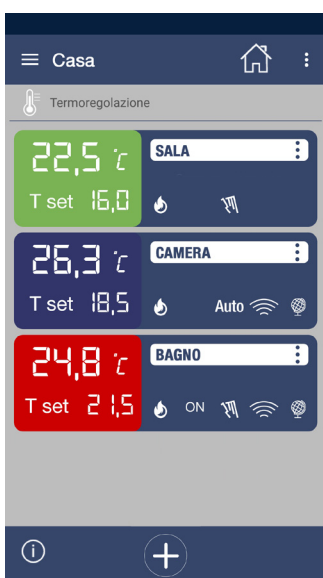 Casa
Termoregolazione
22,5 °c
SALA
T set 16,0
26,3 °c
CAMERA
T set 18,5
Auto
24,8 °c
BAGNO
T set 21,5
ON